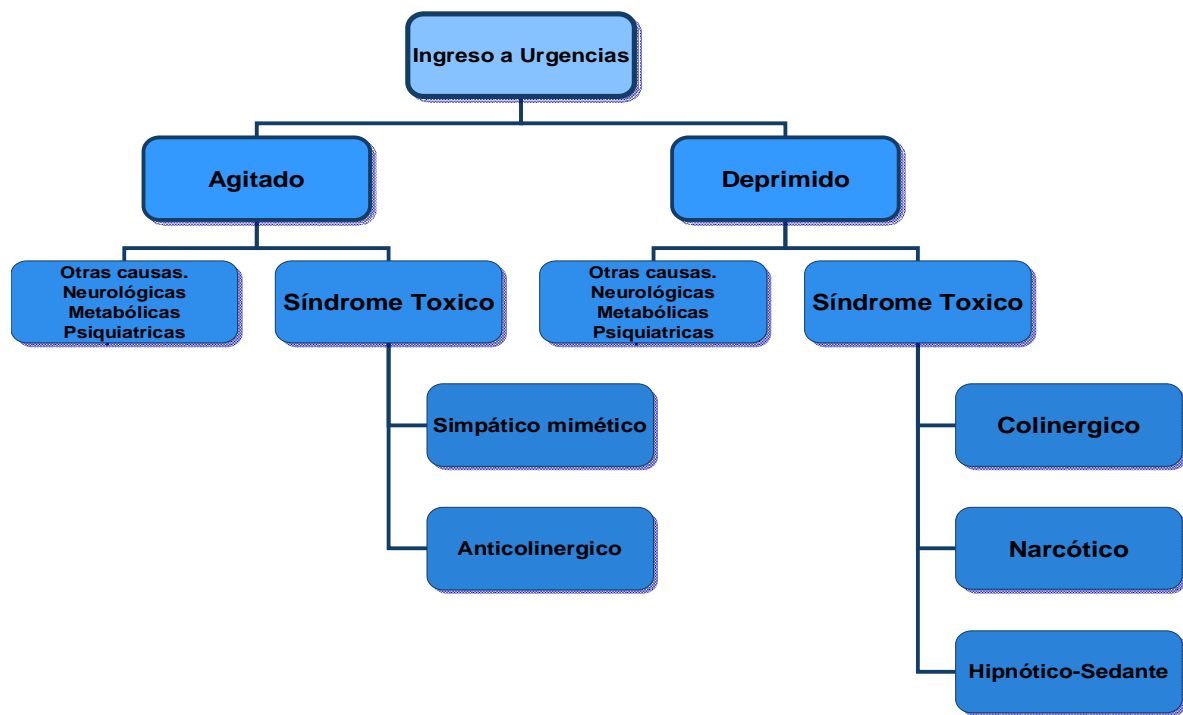 Ingreso a Urgencias
Agitado
Deprimido
Otras causas.
Neurológicas
Metabólicas
Psiquiatricas
Síndrome Toxico
Otras causas.
Neurológicas
Metabólicas
Psiquiatricas
Síndrome Toxico
Simpático mimético
Anticolinergico
Colinergico
Narcótico
Hipnótico-Sedante